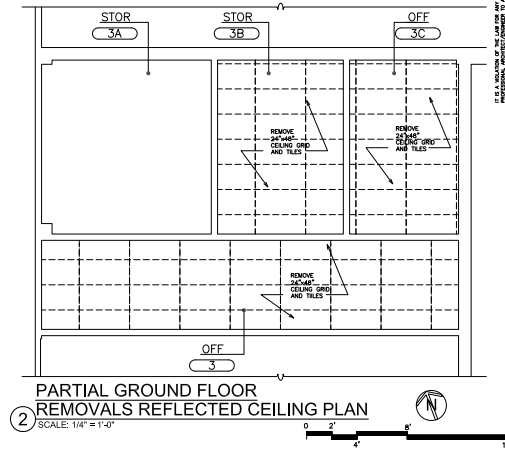 STOR
3A
STOR
3B
OFF
3C
IT IS A VIOLATION OF THE LAW FOR ANY
PROFESSIONAL ARCHITECT/ENGINEER TO
REMOVE
24"x48"
CEILING GRID
AND TILES
REMOVE
24"x48"
CEILING GRID
AND TILES
REMOVE
24"x48"
CEILING GRID
AND TILES
OFF
3
PARTIAL GROUND FLOOR
REMOVALS REFLECTED CEILING PLAN
2
SCALE: 1/4" = 1'-0"
N
0 2' 8'
4'